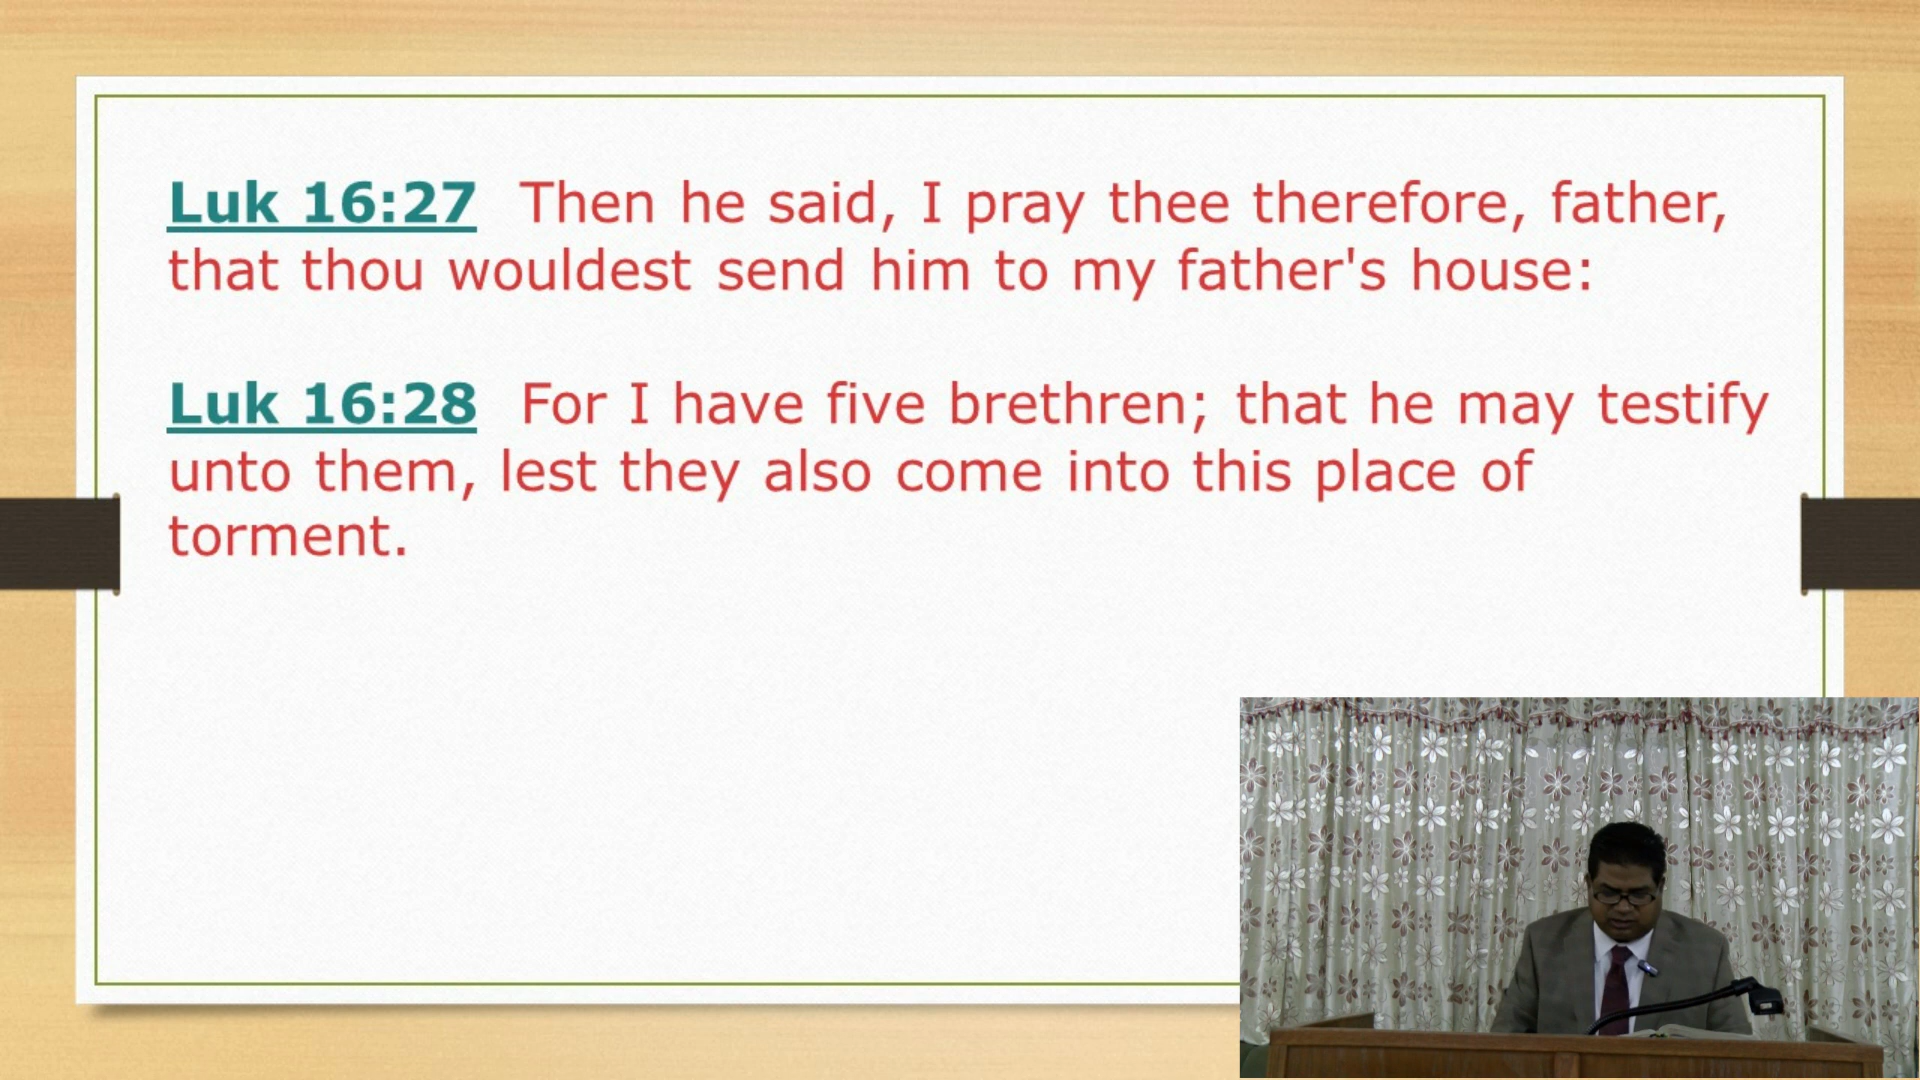 Luk 16:27 Then he said, I pray thee therefore, father,
that thou wouldest send him to my father's house:
Luk 16:28 For I have five brethren; that he may testify
unto them, lest they also come into this place of
torment.